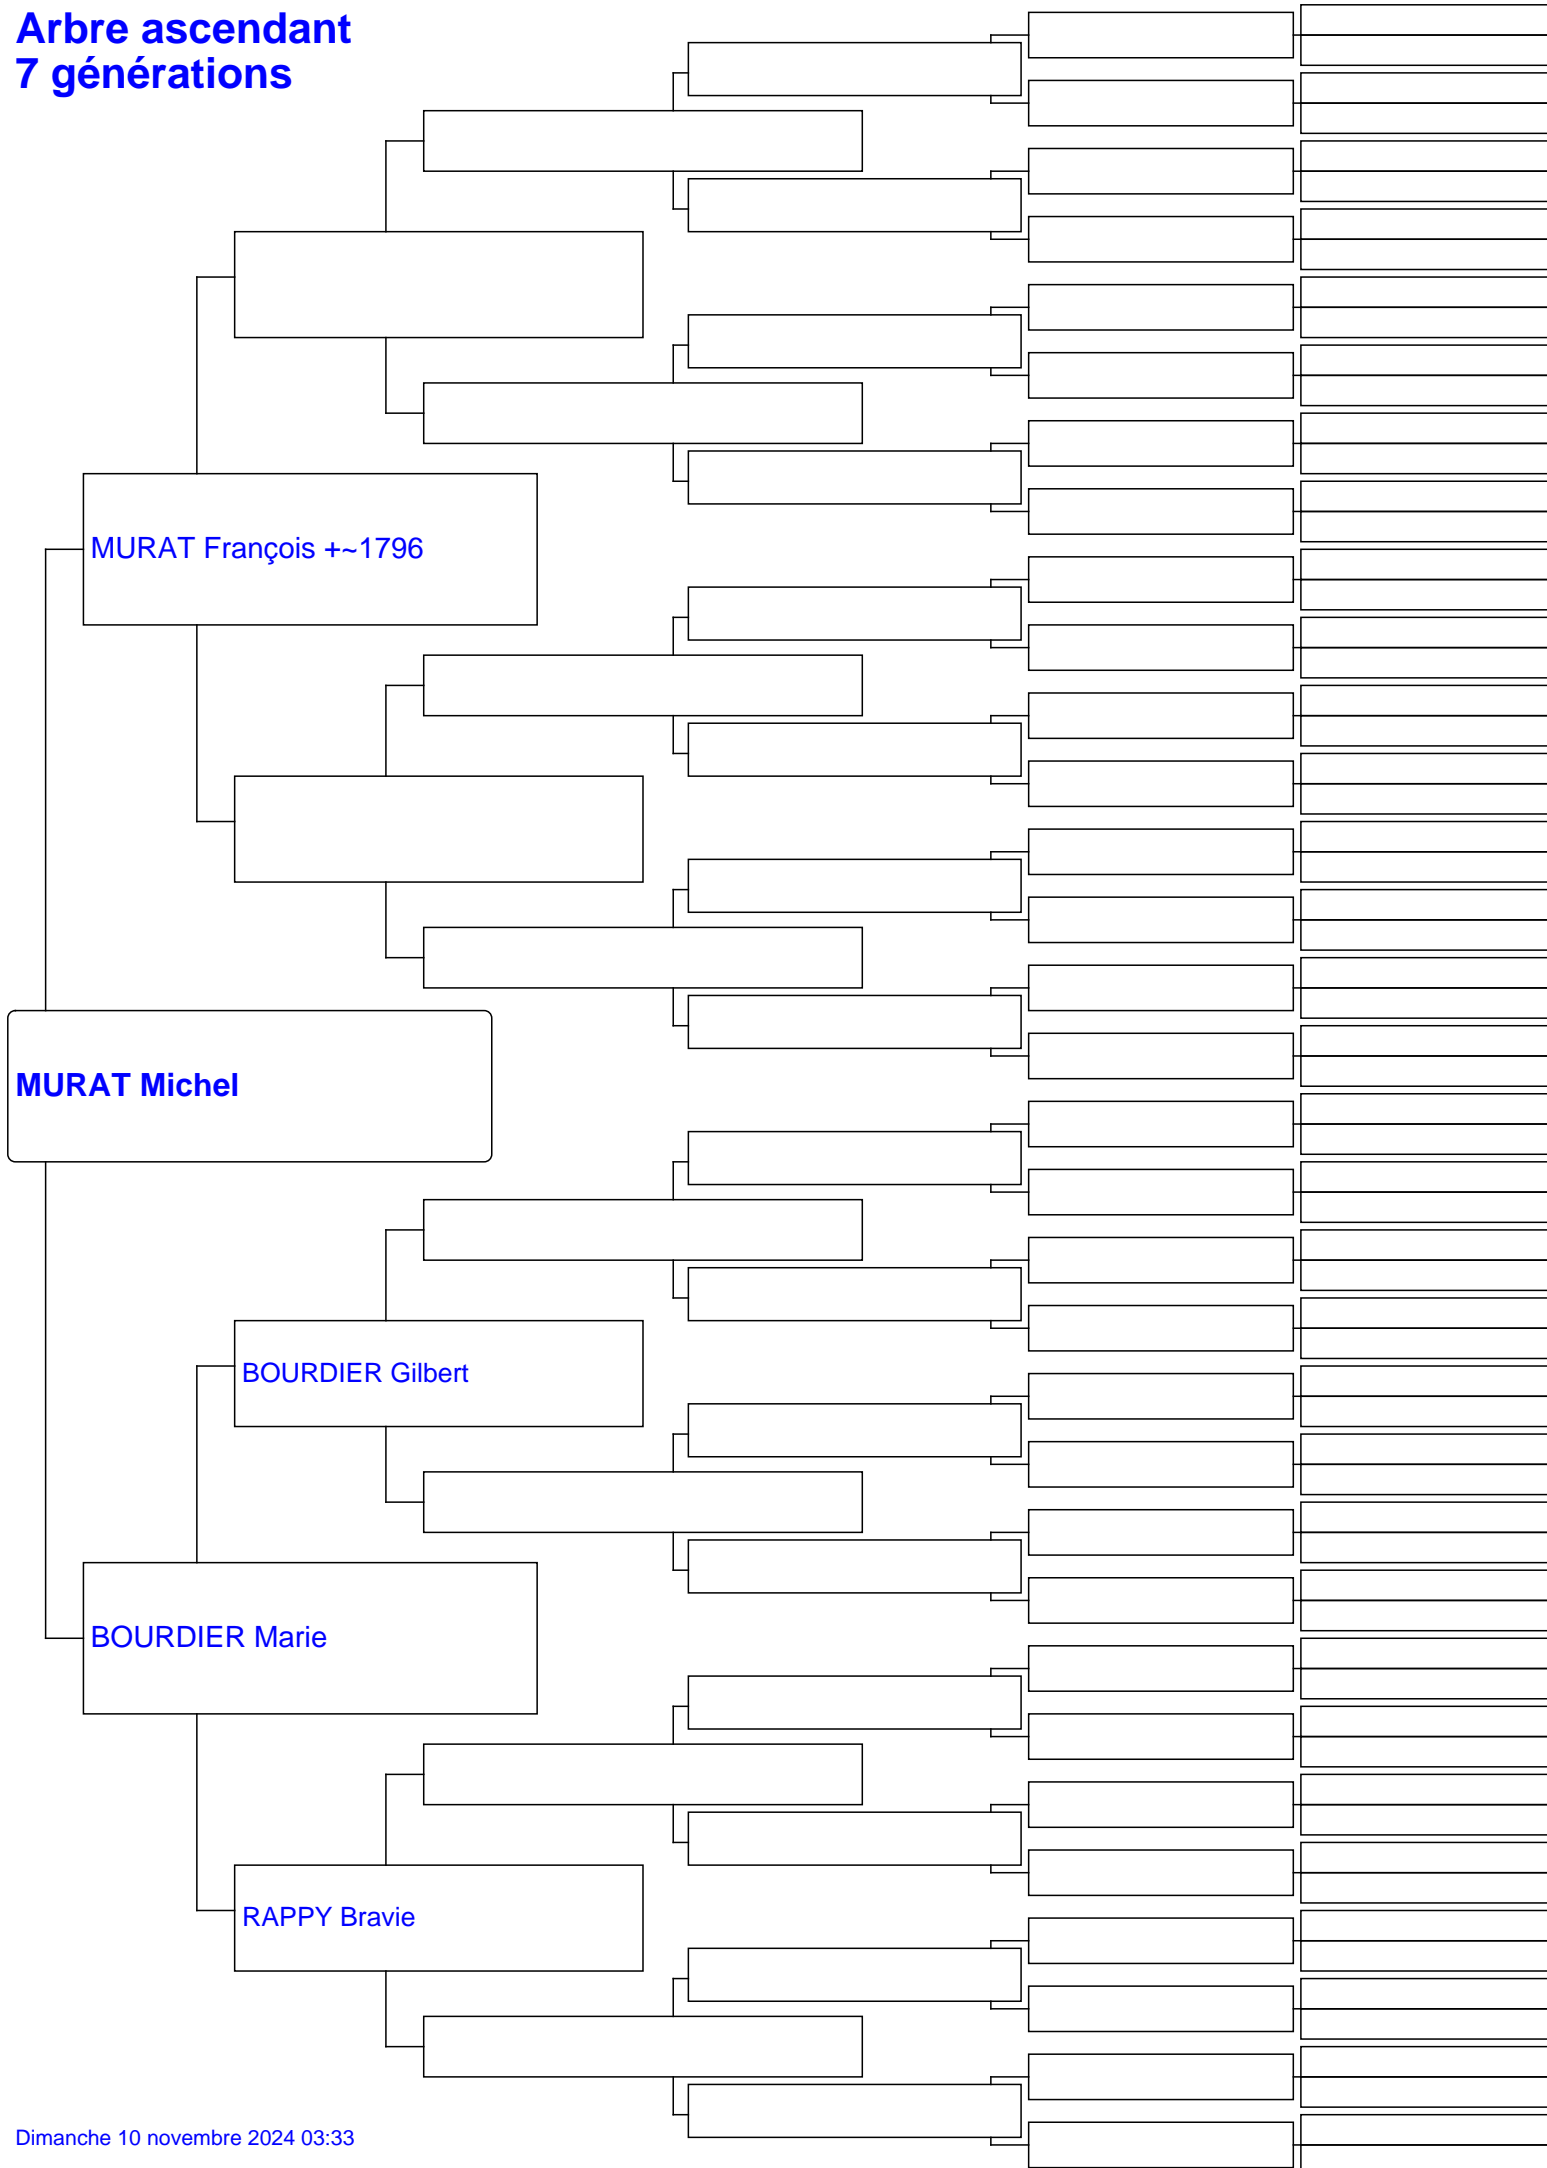 Arbre ascendant
7 générations
MURAT François +~1796
MURAT Michel
BOURDIER Gilbert
BOURDIER Marie
RAPPY Bravie
Dimanche 10 novembre 2024 03:33